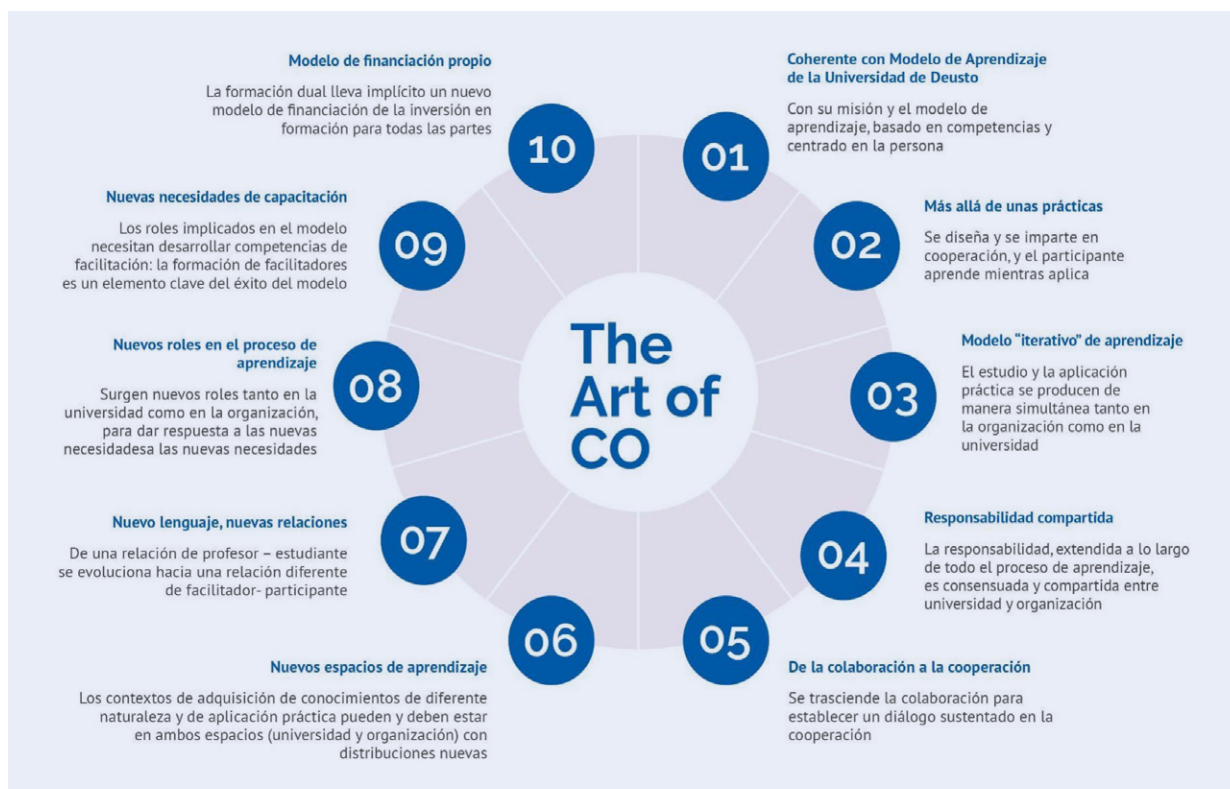 The
Art of
CO
01
Coherente con Modelo de Aprendizaje
de la Universidad de Deusto
Con su misión y el modelo de
aprendizaje, basado en competencias y
centrado en la persona
02
Más allá de unas prácticas
Se diseña y se imparte en
cooperación, y el participante
aprende mientras aplica
03
Modelo “iterativo” de aprendizaje
El estudio y la aplicación
práctica se producen de
manera simultánea tanto en
la organización como en la
universidad
04
Responsabilidad compartida
La responsabilidad, extendida a lo largo
de todo el proceso de aprendizaje,
es consensuada y compartida entre
universidad y organización
05
De la colaboración a la cooperación
Se trasciende la colaboración para
establecer un diálogo sustentado en la
cooperación
06
Nuevos espacios de aprendizaje
Los contextos de adquisición de conocimientos de diferente
naturaleza y de aplicación práctica pueden y deben estar
en ambos espacios (universidad y organización) con
distribuciones nuevas
07
Nuevo lenguaje, nuevas relaciones
De una relación de profesor – estudiante
se evoluciona hacia una relación diferente
de facilitador- participante
08
Nuevos roles en el proceso de
aprendizaje
Surgen nuevos roles tanto en la
universidad como en la organización,
para dar respuesta a las nuevas
necesidadesa las nuevas necesidades
09
Nuevas necesidades de capacitación
Los roles implicados en el modelo
necesitan desarrollar competencias de
facilitación: la formación de facilitadores
es un elemento clave del éxito del modelo
10
Modelo de financiación propio
La formación dual lleva implícito un nuevo
modelo de financiación de la inversión en
formación para todas las partes